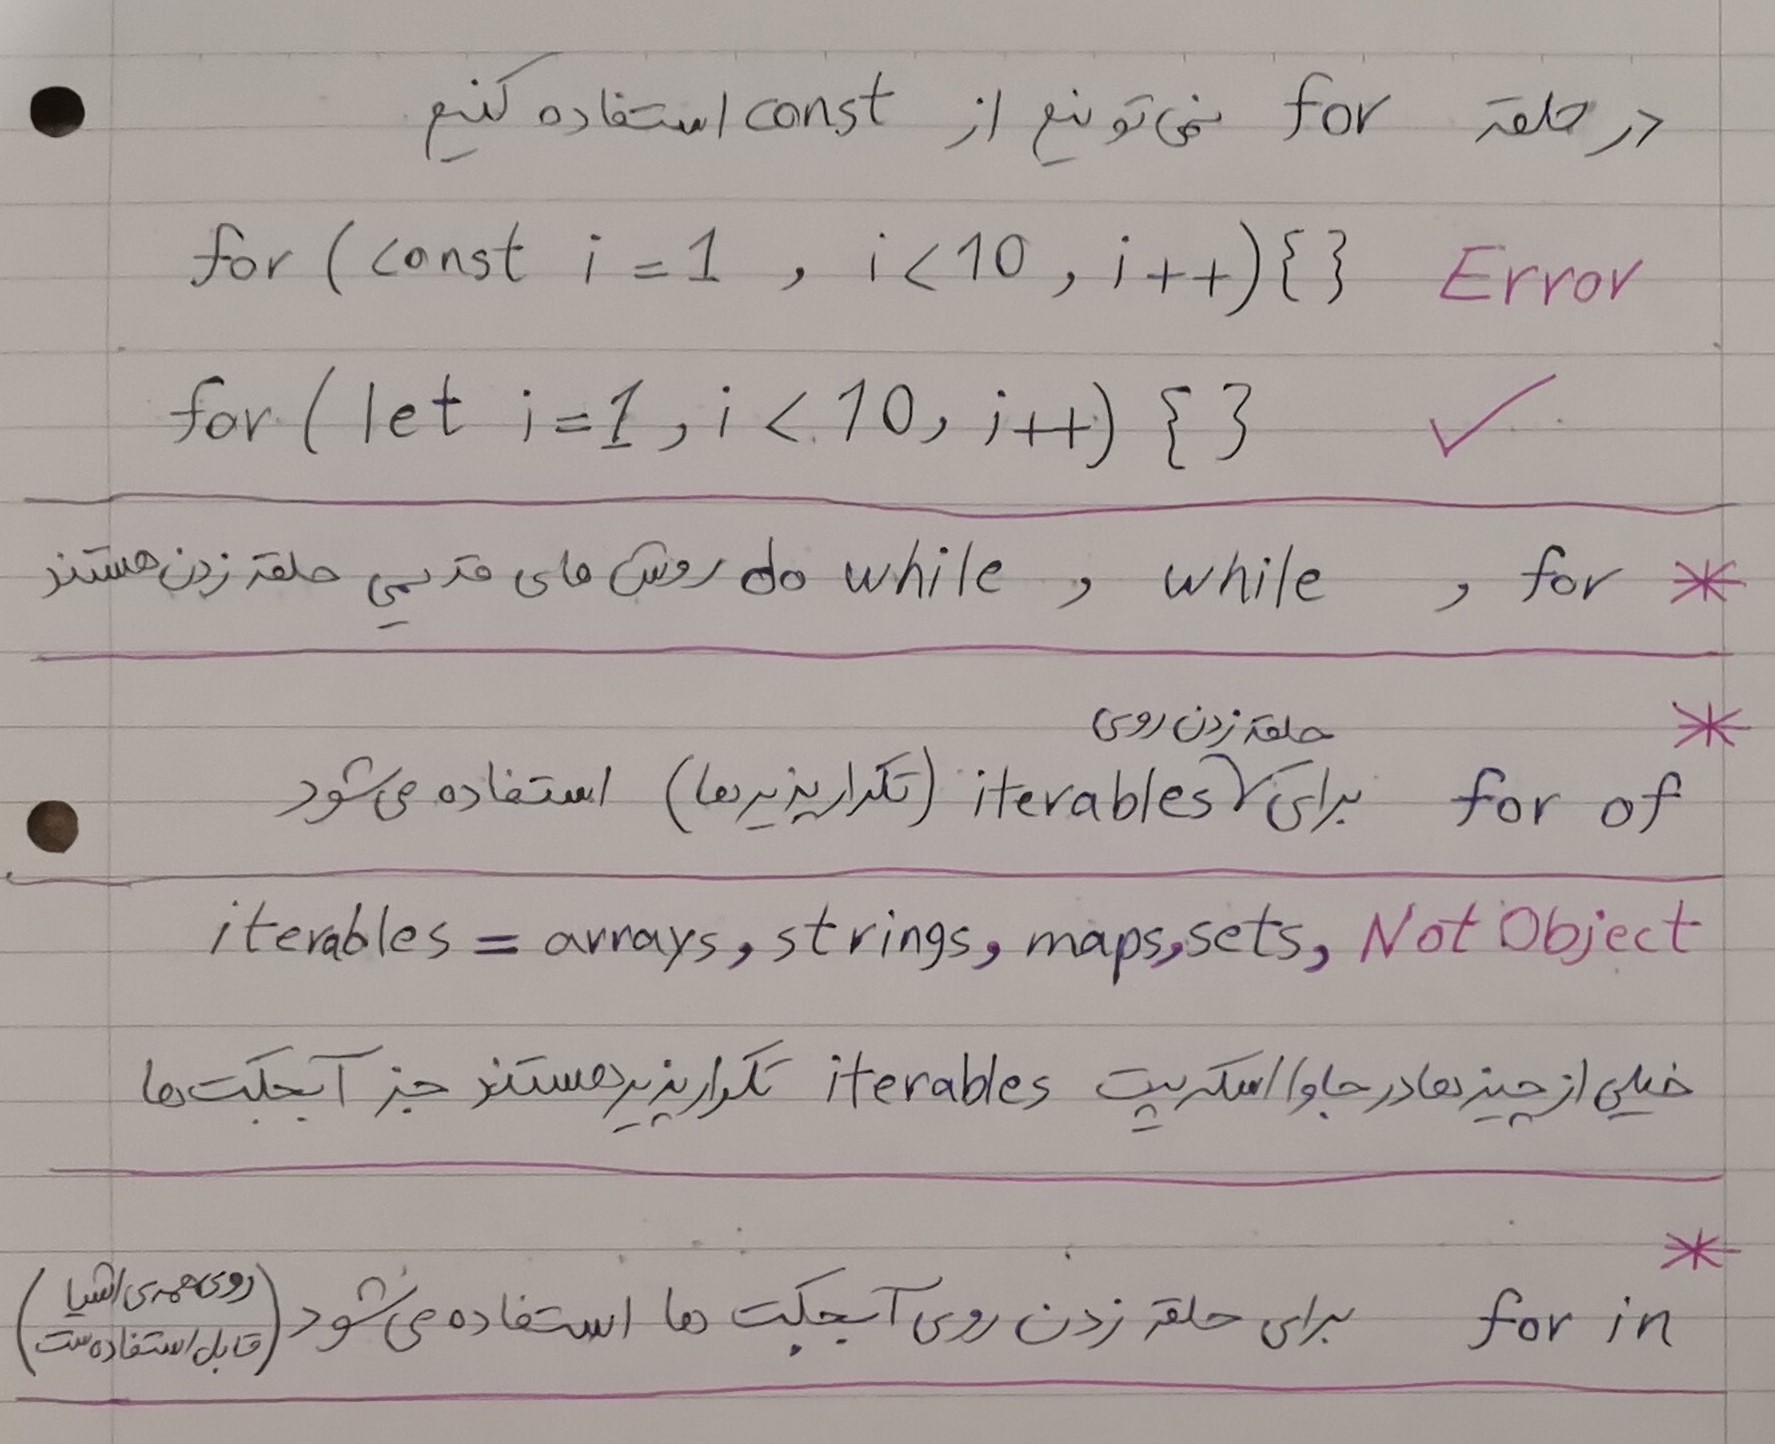 در حلقه for نمی‌تونیم از const استفاده کنیم
for (const i = 1 , i < 10 , i ++) { } Error
for ( let i = 1 , i < 10 , i ++) { } ✓
* for , while , do while روش های قدیمی حلقه زدن هستند
*
حلقه زدن روی
for of برای iterables (تکرارپذیرها) استفاده می‌شود
iterables = arrays, strings, maps, sets, Not Object
خیلی از چیزها در جاوا اسکریپت iterables تکرارپذیر هستند جز آبجکت ها
*
for in برای حلقه زدن روی آبجکت ها استفاده می‌شود (روی همه‌ی اشیا قابل استفاده ست)